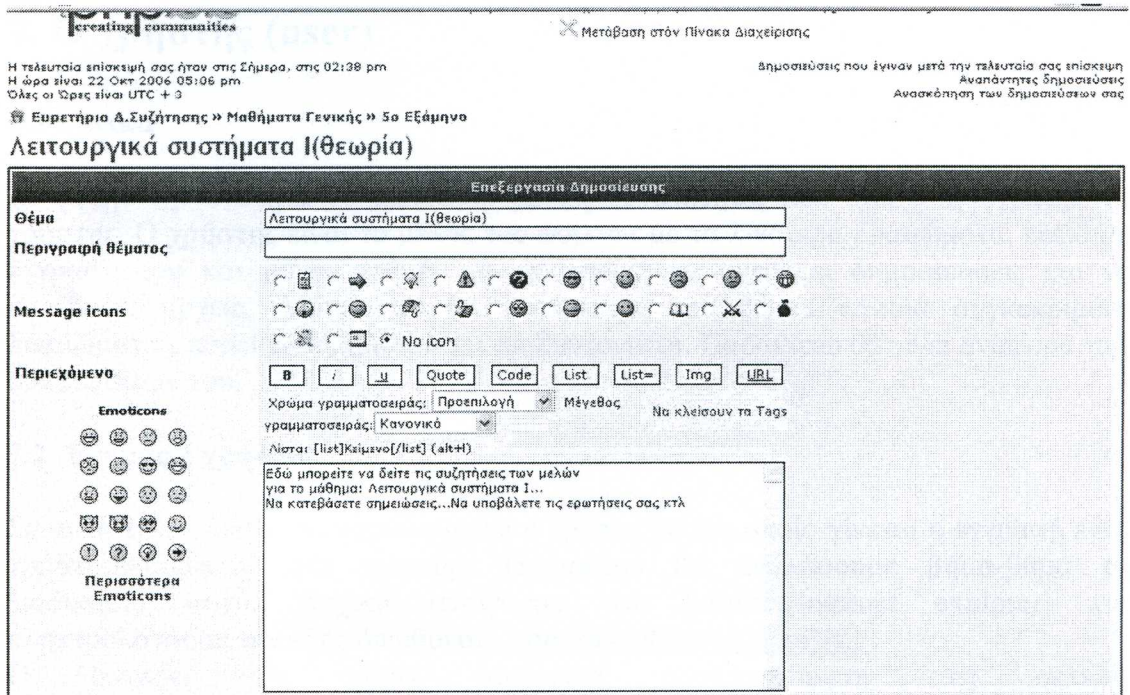 creating communities
Μετάβαση στόν Πίνακα Διαχείρισης
Η τελευταία επίσκεψή σας ήταν στις Σήμερα, στις 02:38 pm
Η ώρα είναι 22 Οκτ 2006 05:06 pm
Όλες οι Ώρες είναι UTC + 3
Δημοσιεύσεις που έγιναν μετά την τελευταία σας επίσκεψη
Αναπάντητες δημοσιεύσεις
Ανασκόπηση των δημοσιεύσεων σας
Ευρετήριο Δ.Συζήτησης » Μαθήματα Γενικής » 5ο Εξάμηνο
Λειτουργικά συστήματα Ι(θεωρία)
Επεξεργασία Δημοσίευσης
Θέμα
Λειτουργικά συστήματα Ι(θεωρία)
Περιγραφή θέματος
Message icons
No icon
Περιεχόμενο
B i u Quote Code List List= Img URL
Χρώμα γραμματοσειράς: Προεπιλογή Μέγεθος
γραμματοσειράς: Κανονικό
Να κλείσουν τα Tags
Λίστα: [list]Κείμενο[/list] (alt+l)
Emoticons
Περισσότερα
Emoticons
Εδώ μπορείτε να δείτε τις συζητήσεις των μελών
για το μάθημα: Λειτουργικά συστήματα Ι...
Να κατεβάσετε σημειώσεις...Να υποβάλετε τις ερωτήσεις σας κτλ